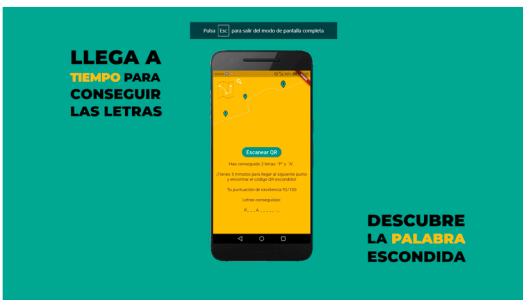 Pulsa Esc para salir del modo de pantalla completa
LLEGA A
TIEMPO PARA
CONSEGUIR
LAS LETRAS
Escanear QR
Has conseguido 2 letras: "P" y "A".
¡Tienes 5 minutos para llegar al siguiente punto
y encontrar el código QR escondido!
Tu puntuación de excelencia 92/100
Letras conseguidas:
DESCUBRE
LA PALABRA
ESCONDIDA